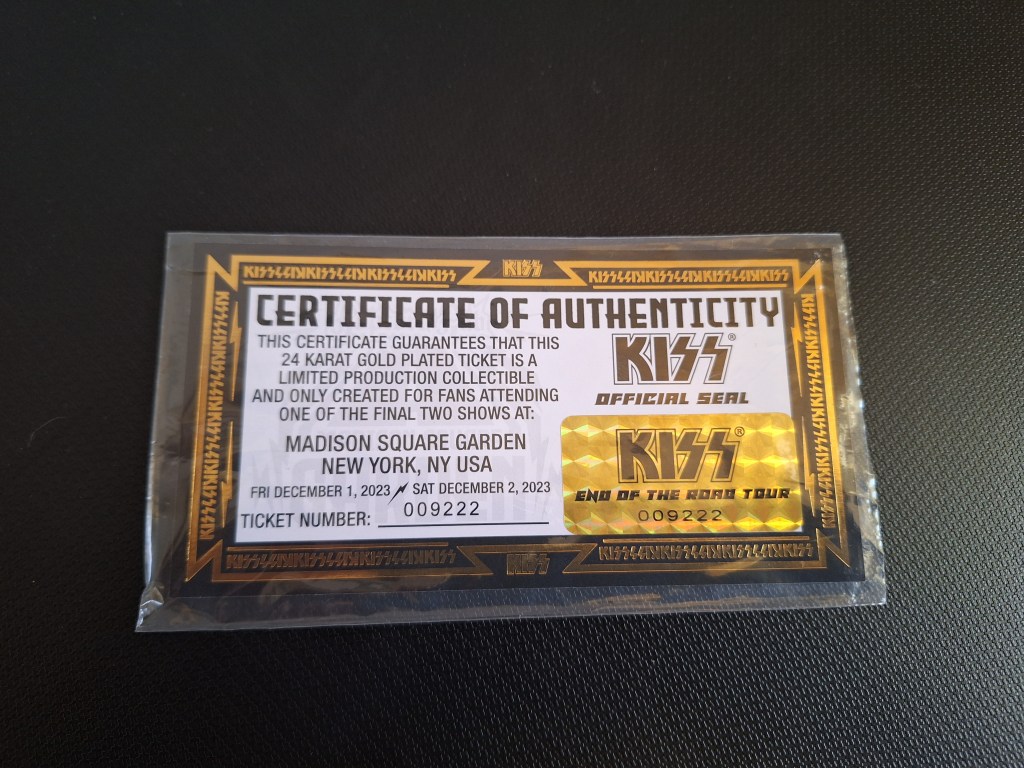 KISS
CERTIFICATE OF AUTHENTICITY
THIS CERTIFICATE GUARANTEES THAT THIS
24 KARAT GOLD PLATED TICKET IS A
LIMITED PRODUCTION COLLECTIBLE
AND ONLY CREATED FOR FANS ATTENDING
ONE OF THE FINAL TWO SHOWS AT:
MADISON SQUARE GARDEN
NEW YORK, NY USA
FRI DECEMBER 1, 2023 SAT DECEMBER 2, 2023
TICKET NUMBER: 009222
KISS®
OFFICIAL SEAL
KISS®
END OF THE ROAD TOUR
009222
KISS